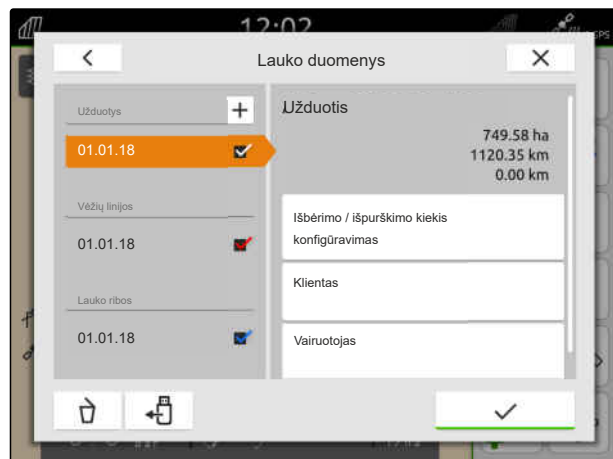 12:02
GPS
Lauko duomenys
Užduotys
01.01.18
Vėžių linijos
01.01.18
Lauko ribos
01.01.18
Užduotis
749.58 ha
1120.35 km
0.00 km
Išbėrimo / išpurškimo kiekis
konfigūravimas
Klientas
Vairuotojas